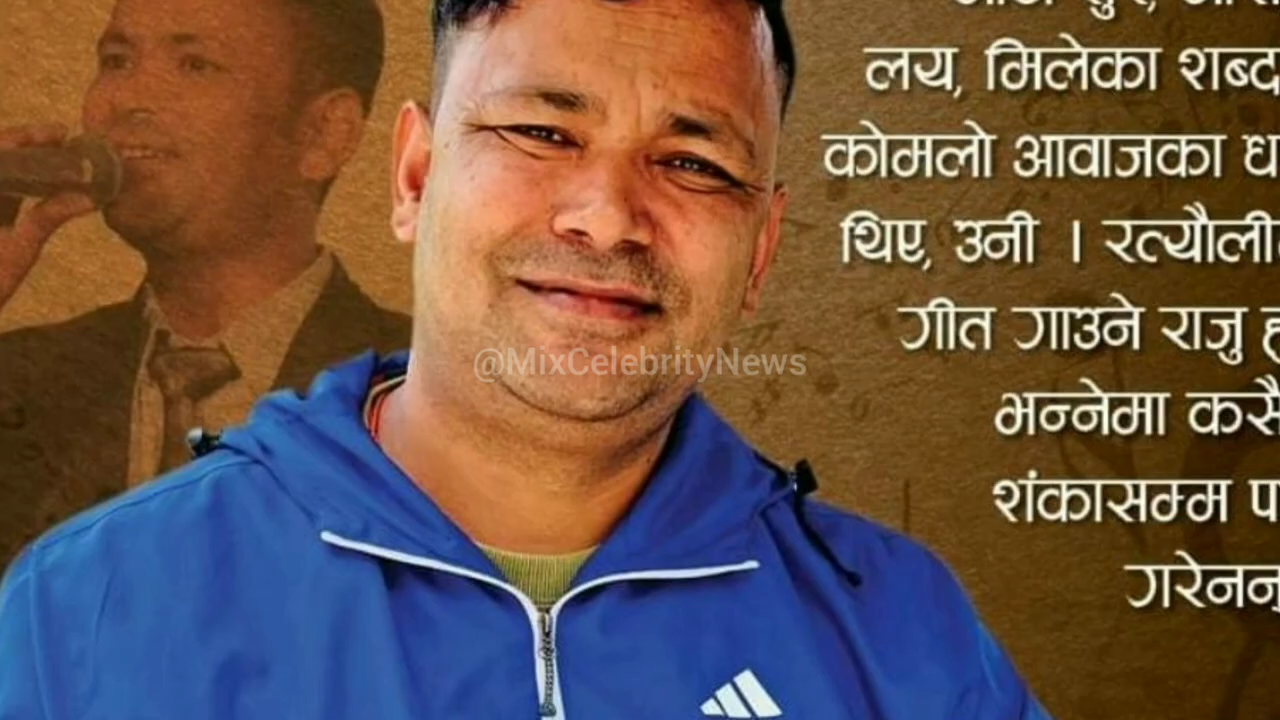 लय, मिलेका शब्द
कोमलो आवाजका
थिए, उनी । रत्यौली
गीत गाउने राजु
भन्नेमा कसै
शंकासम्म
गरेनन्
@MixCelebrityNews